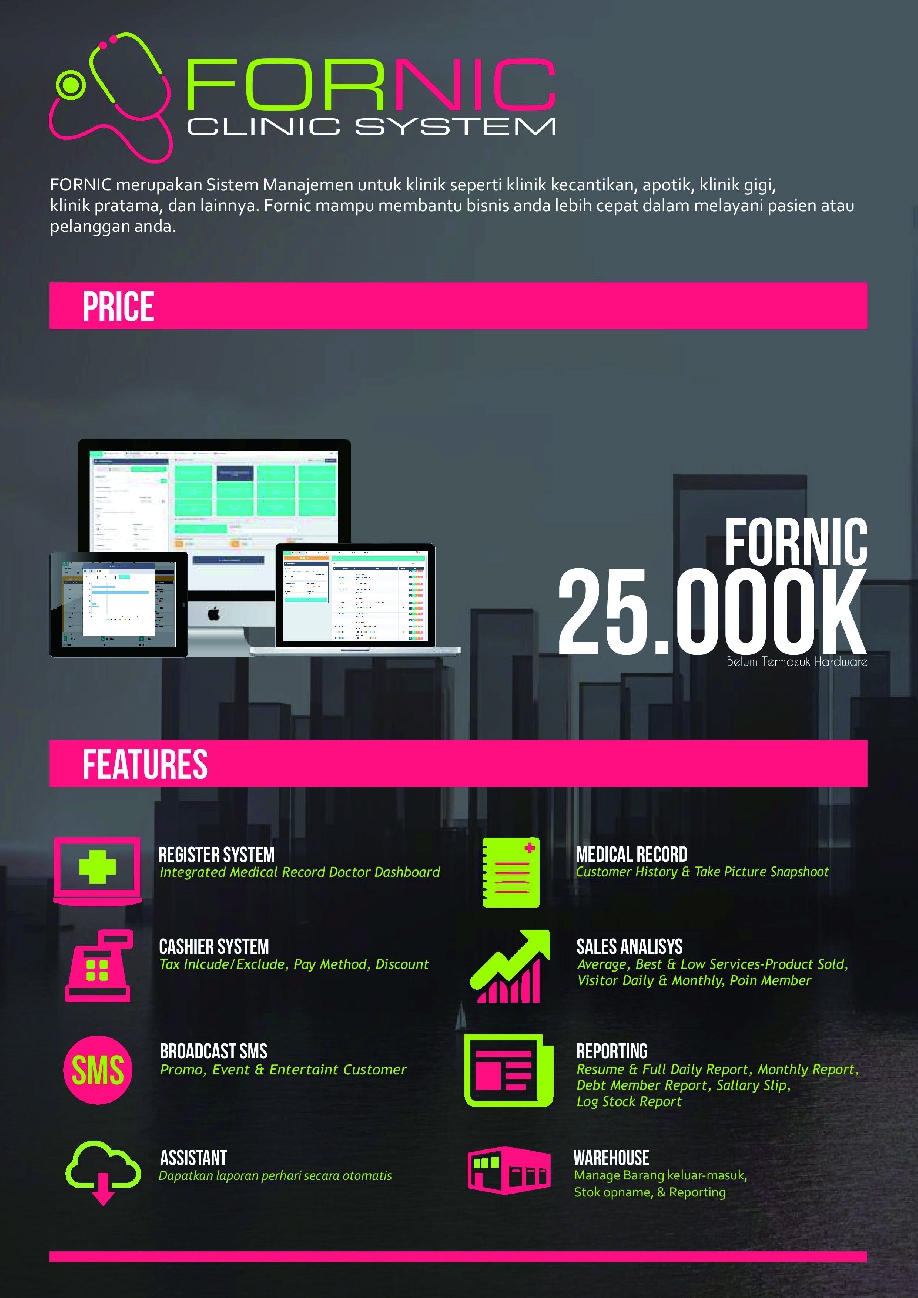 FORNIC
CLINIC SYSTEM
FORNIC merupakan Sistem Manajemen untuk klinik seperti klinik kecantikan, apotik, klinik gigi,
klinik pratama, dan lainnya. Fornic mampu membantu bisnis anda lebih cepat dalam melayani pasien atau
pelanggan anda.
PRICE
FORNIC
25.000K
Belum Termasuk Hardware
FEATURES
REGISTER SYSTEM
Integrated Medical Record Doctor Dashboard
MEDICAL RECORD
Customer History & Take Picture Snapshoot
CASHIER SYSTEM
Tax Inlcude/Exclude, Pay Method, Discount
SALES ANALISYS
Average, Best & Low Services-Product Sold,
Visitor Daily & Monthly, Poin Member
SMS
BROADCAST SMS
Promo, Event & Entertaint Customer
REPORTING
Resume & Full Daily Report, Monthly Report,
Debt Member Report, Sallary Slip,
Log Stock Report
ASSISTANT
Dapatkan laporan perhari secara otomatis
WAREHOUSE
Manage Barang keluar-masuk,
Stok opname, & Reporting